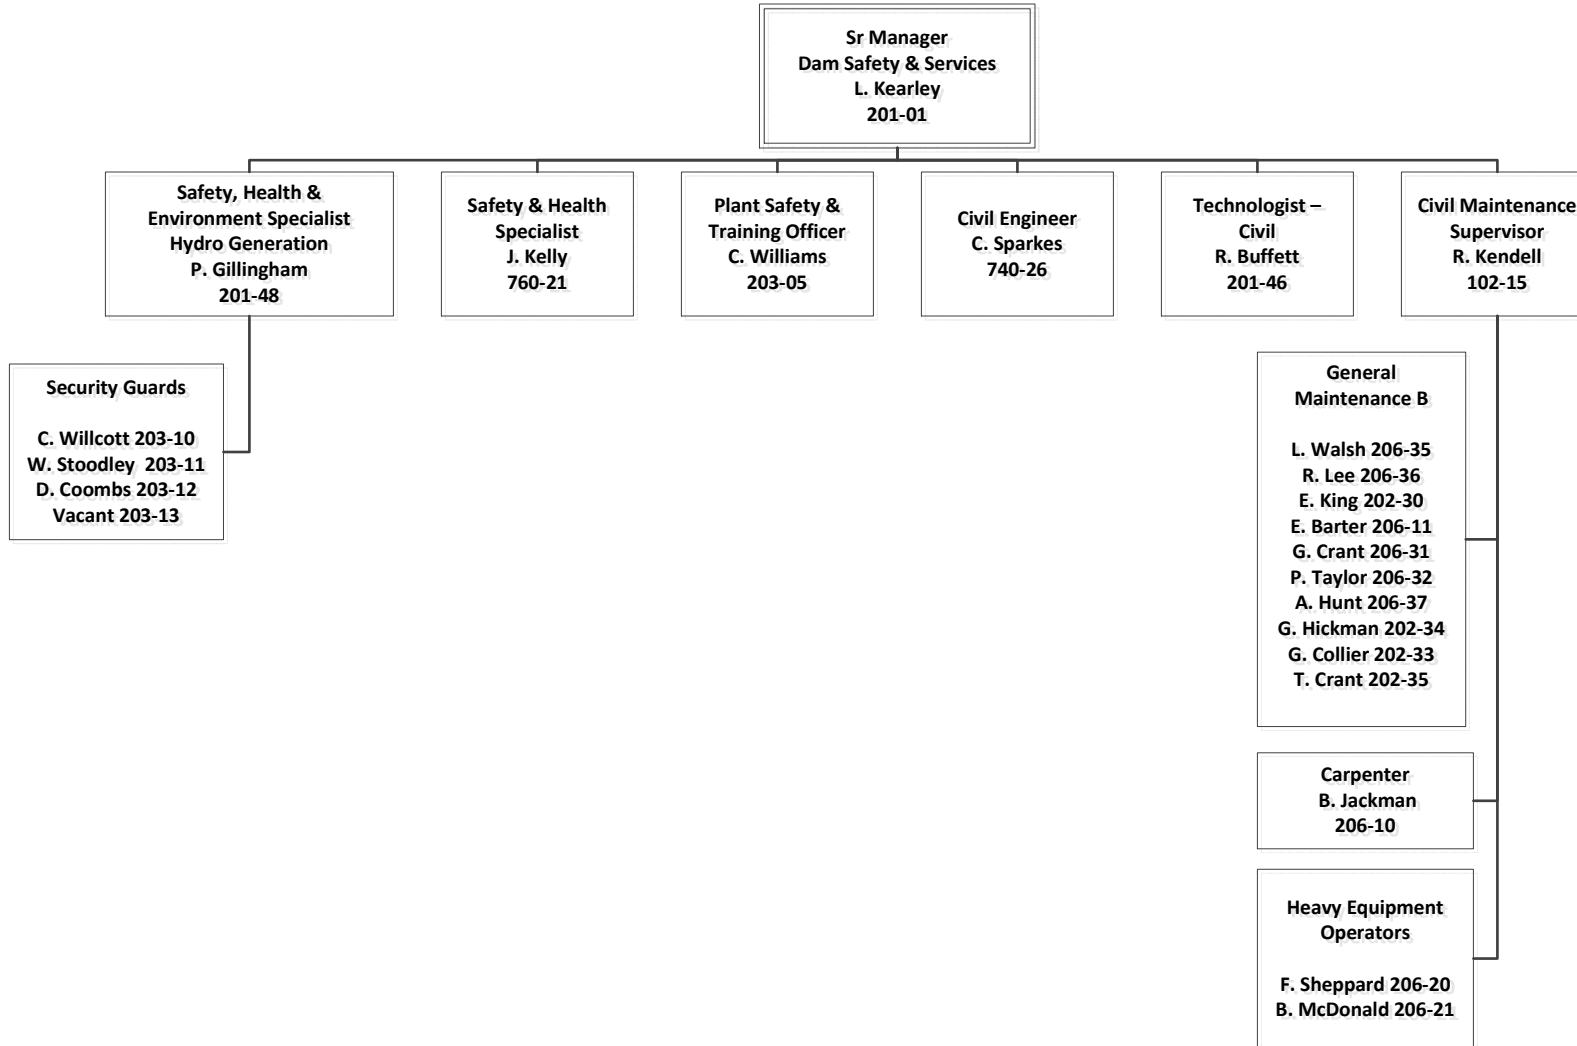 Sr Manager
Dam Safety & Services
L. Kearley
201-01
Safety, Health &
Environment Specialist
Hydro Generation
P. Gillingham
201-48
Safety & Health
Specialist
J. Kelly
760-21
Plant Safety &
Training Officer
C. Williams
203-05
Civil Engineer
C. Sparkes
740-26
Technologist –
Civil
R. Buffett
201-46
Civil Maintenance
Supervisor
R. Kendell
102-15
Security Guards
C. Willcott 203-10
W. Stoodley  203-11
D. Coombs 203-12
Vacant 203-13
General
Maintenance B
L. Walsh 206-35
R. Lee 206-36
E. King 202-30
E. Barter 206-11
G. Crant 206-31
P. Taylor 206-32
A. Hunt 206-37
G. Hickman 202-34
G. Collier 202-33
T. Crant 202-35
Carpenter
B. Jackman
206-10
Heavy Equipment
Operators
F. Sheppard 206-20
B. McDonald 206-21